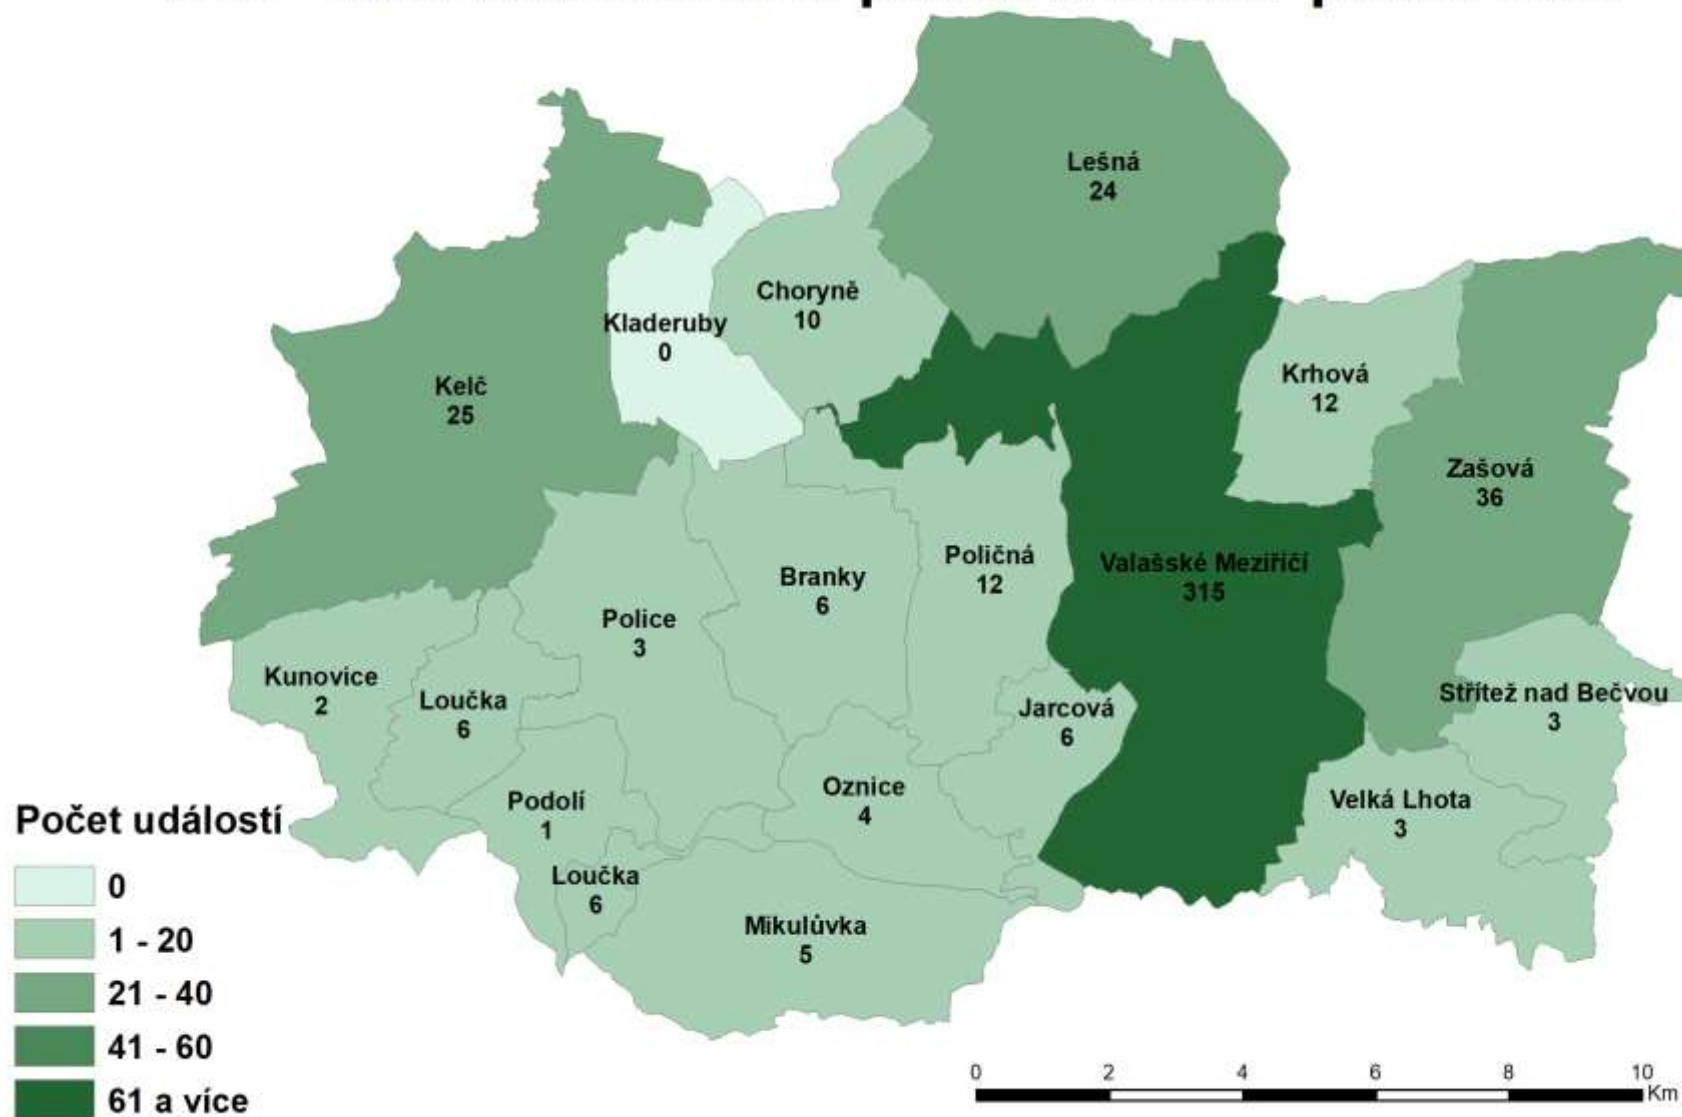 Lešná
24
Choryně
10
Kladeruby
0
Krhová
12
Kelč
25
Zašová
36
Poličná
12
Valašské Meziříčí
315
Branky
6
Police
3
Kunovice
2
Loučka
6
Střítež nad Bečvou
3
Jarcová
6
Oznice
4
Podolí
1
Velká Lhota
3
Loučka
6
Mikulůvka
5
Počet událostí
0
1 - 20
21 - 40
41 - 60
61 a více
0 2 4 6 8 10
Km